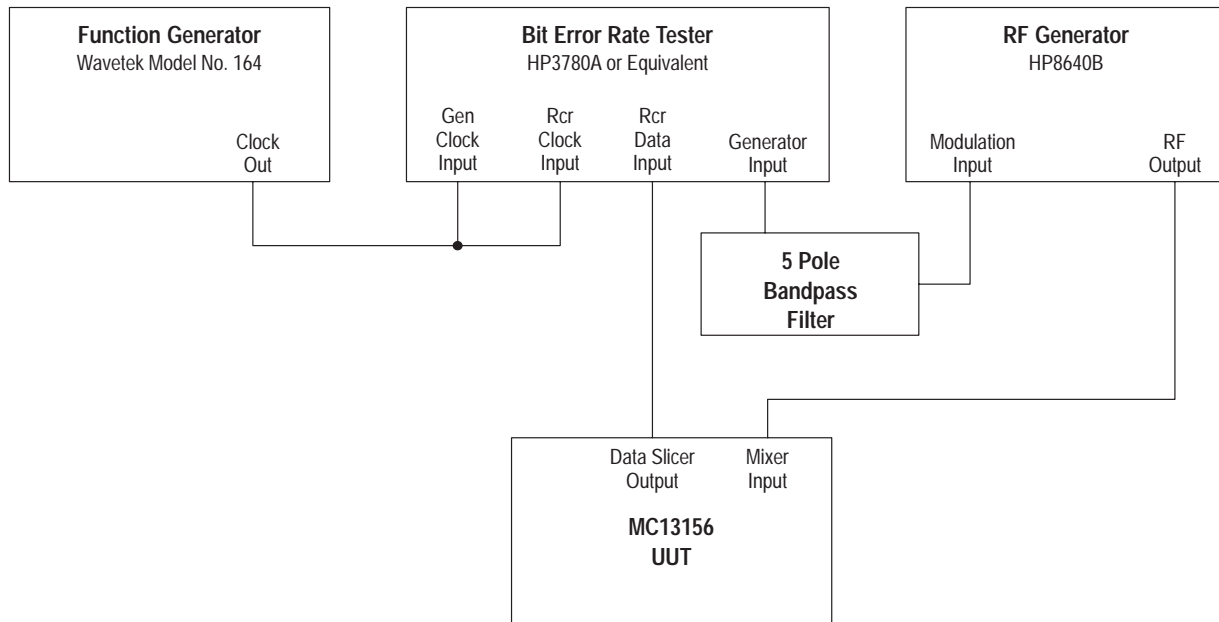 Function Generator
Wavetek Model No. 164
Clock
Out
Bit Error Rate Tester
HP3780A or Equivalent
Gen
Clock
Input
Rcr
Clock
Input
Rcr
Data
Input
Generator
Input
RF Generator
HP8640B
Modulation
Input
RF
Output
5 Pole
Bandpass
Filter
Data Slicer
Output
Mixer
Input
MC13156
UUT